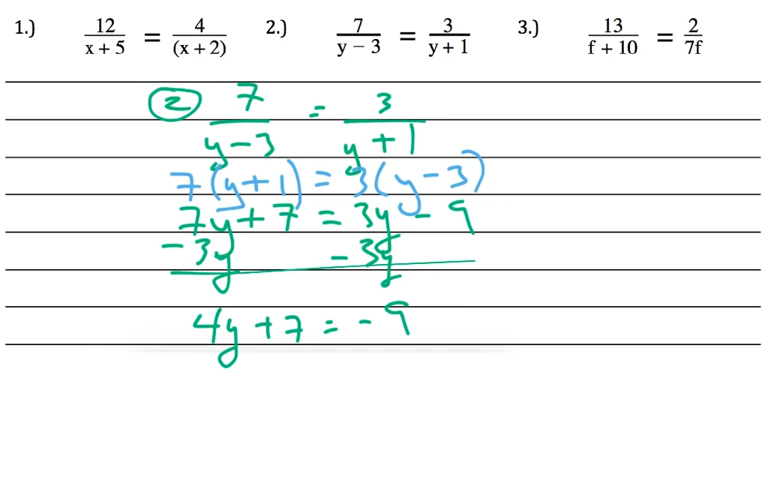 1.) 12/(x + 5) = 4/((x + 2)) 2.) 7/(y − 3) = 3/(y + 1) 3.) 13/(f + 10) = 2/(7f)
② 7/(y − 3) = 3/(y + 1)
7(y + 1) = 3(y − 3)
7y + 7 = 3y − 9
− 3y − 3y
4y + 7 = − 9